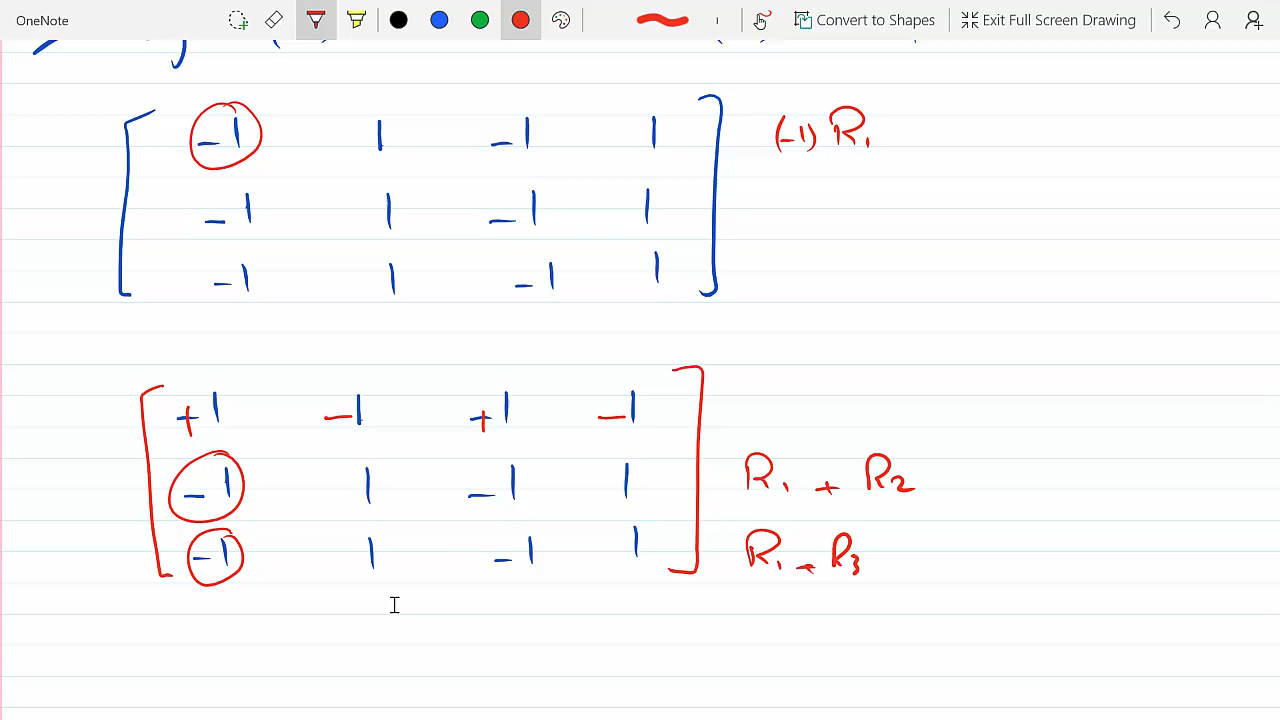 OneNote Convert to Shapes Exit Full Screen Drawing
-1 1 -1 1 (-1) R₁
-1 1 -1 1
-1 1 -1 1
+1 -1 +1 -1
-1 1 -1 1 R₁ + R₂
-1 1 -1 1 R₁ + R₃